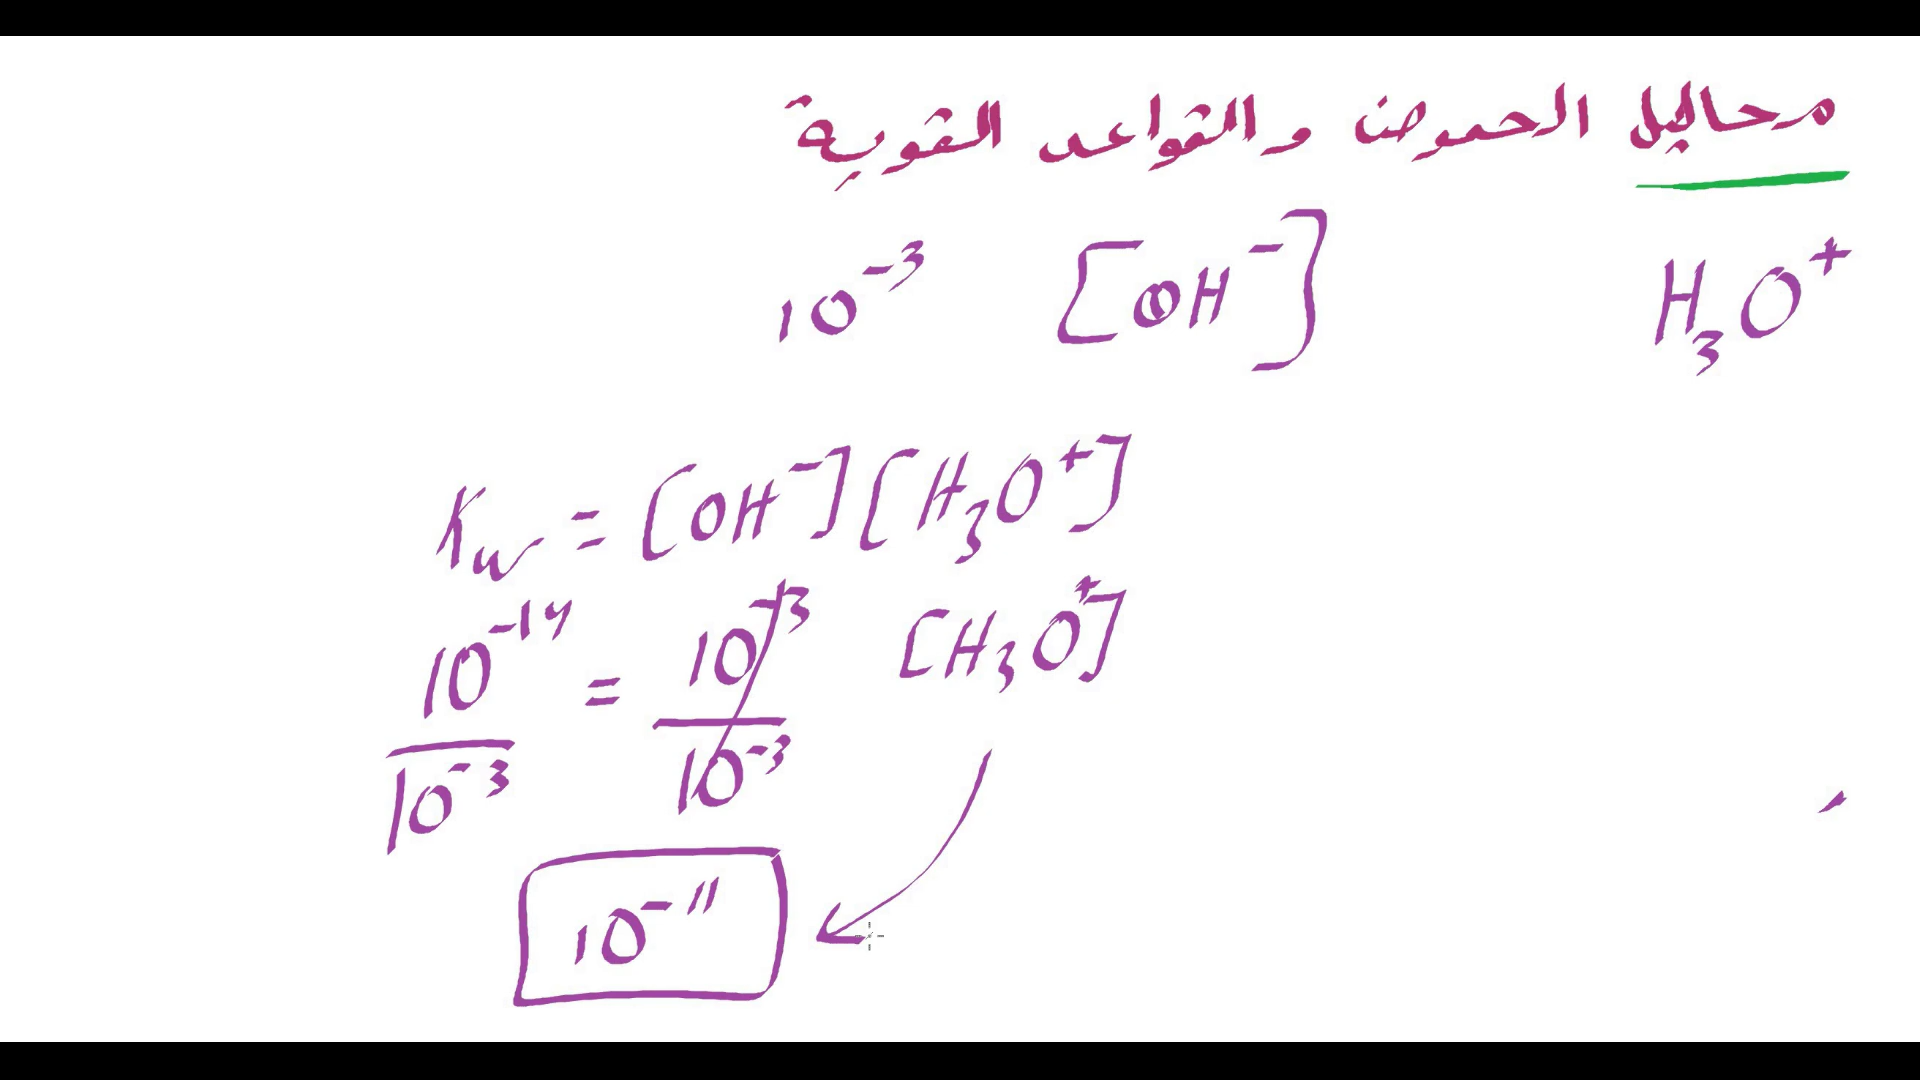 محاليل الحموض والقواعد القوية
10⁻³ [OH⁻] H₃O⁺
Kw = [OH⁻][H₃O⁺]
10⁻¹⁴ = 10⁻³ [H₃O⁺]
10⁻³ 10⁻³
10⁻¹¹